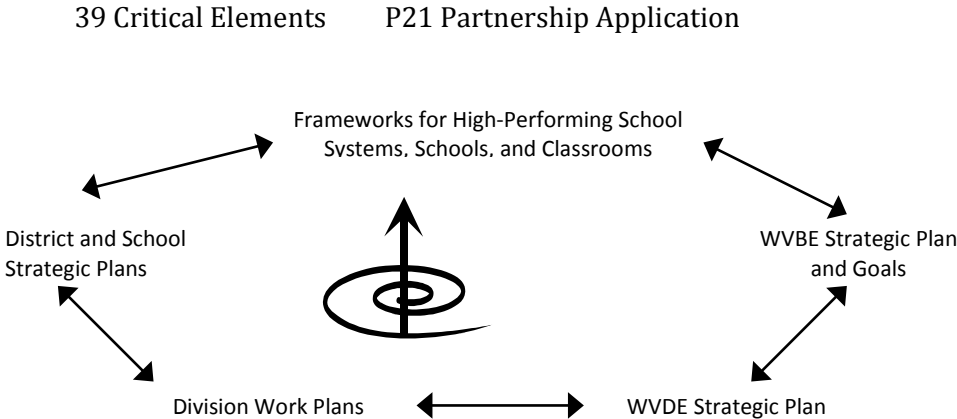 39 Critical Elements P21 Partnership Application
Frameworks for High-Performing School
Systems, Schools, and Classrooms
District and School
Strategic Plans
WVBE Strategic Plan
and Goals
Division Work Plans
WVDE Strategic Plan